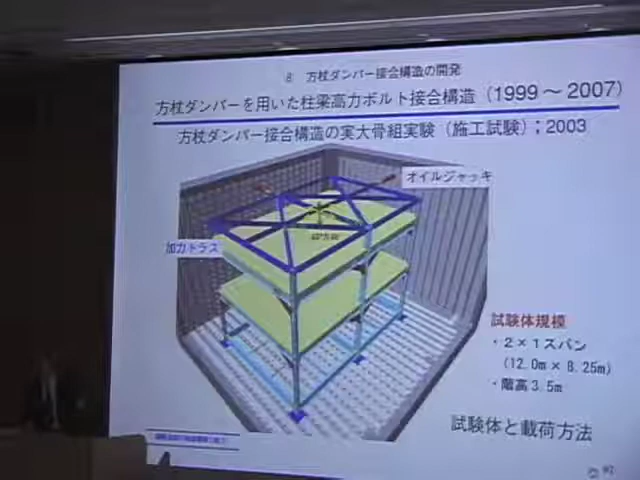 8 方杖ダンパー接合構造の開発
方杖ダンパーを用いた柱梁高力ボルト接合構造（1999～2007）
方杖ダンパー接合構造の実大骨組実験（施工試験）；2003
オイルジャッキ
加力トラス
試験体規模
・2×1スパン
（12.0m×8.25m）
・階高3.5m
試験体と載荷方法